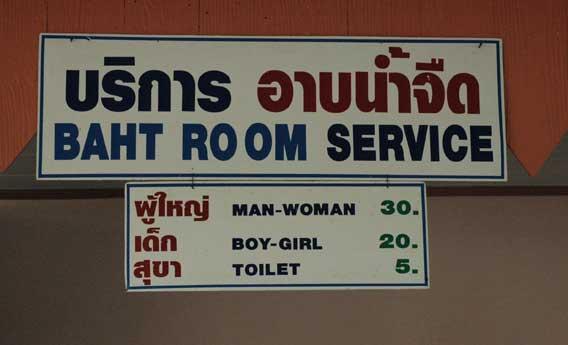 บริการ อาบน้ำจืด
BAHT ROOM SERVICE
ผู้ใหญ่ MAN-WOMAN 30.
เด็ก BOY-GIRL 20.
สุขา TOILET 5.